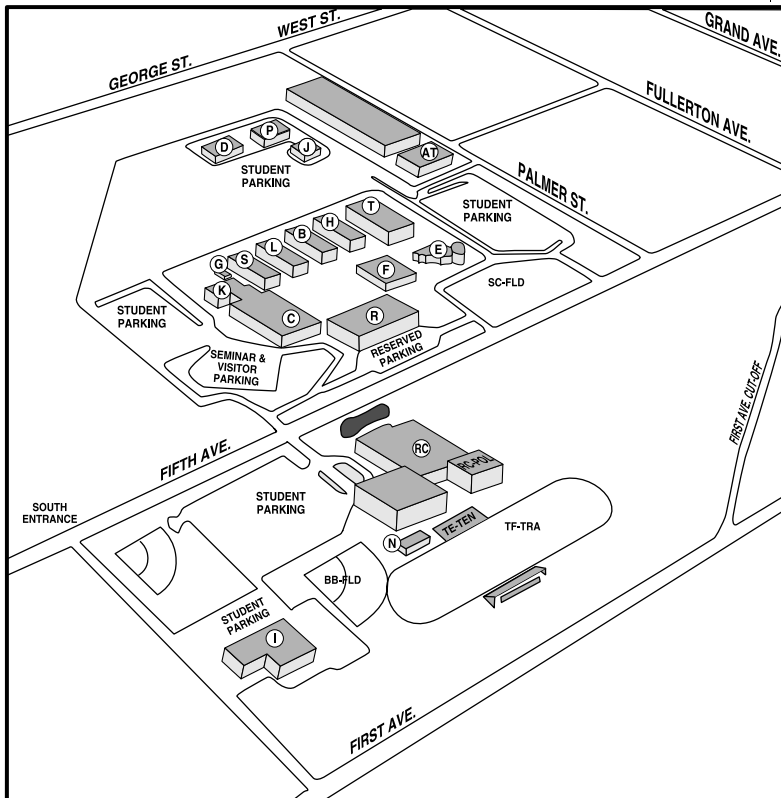 WEST ST.
GRAND AVE.
GEORGE ST.
FULLERTON AVE.
P
D
J
AT
STUDENT
PARKING
PALMER ST.
STUDENT
PARKING
T
H
B
L
E
S
G
F
SC-FLD
K
C
R
STUDENT
PARKING
RESERVED
PARKING
SEMINAR &
VISITOR
PARKING
FIRST AVE. CUT-OFF
FIFTH AVE.
RC
RC-POL
SOUTH
ENTRANCE
STUDENT
PARKING
TE-TEN
TF-TRA
N
BB-FLD
STUDENT
PARKING
I
FIRST AVE.